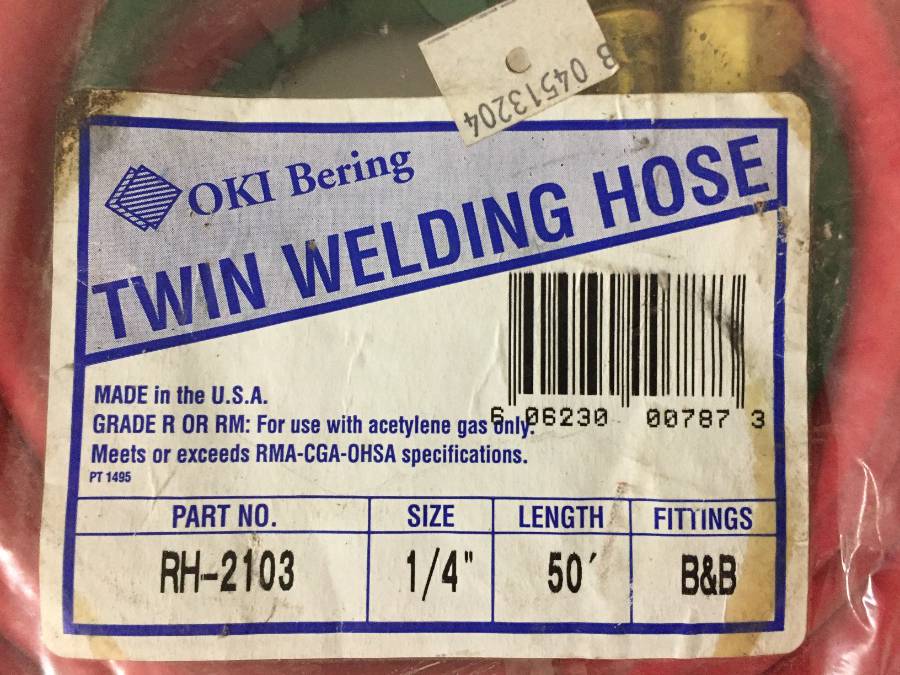 B 04513204
OKI Bering
TWIN WELDING HOSE
MADE in the U.S.A.
GRADE R OR RM: For use with acetylene gas only.
Meets or exceeds RMA-CGA-OHSA specifications.
PT 1495
6 06230 00787 3
PART NO. SIZE LENGTH FITTINGS
RH-2103 1/4" 50′ B&B